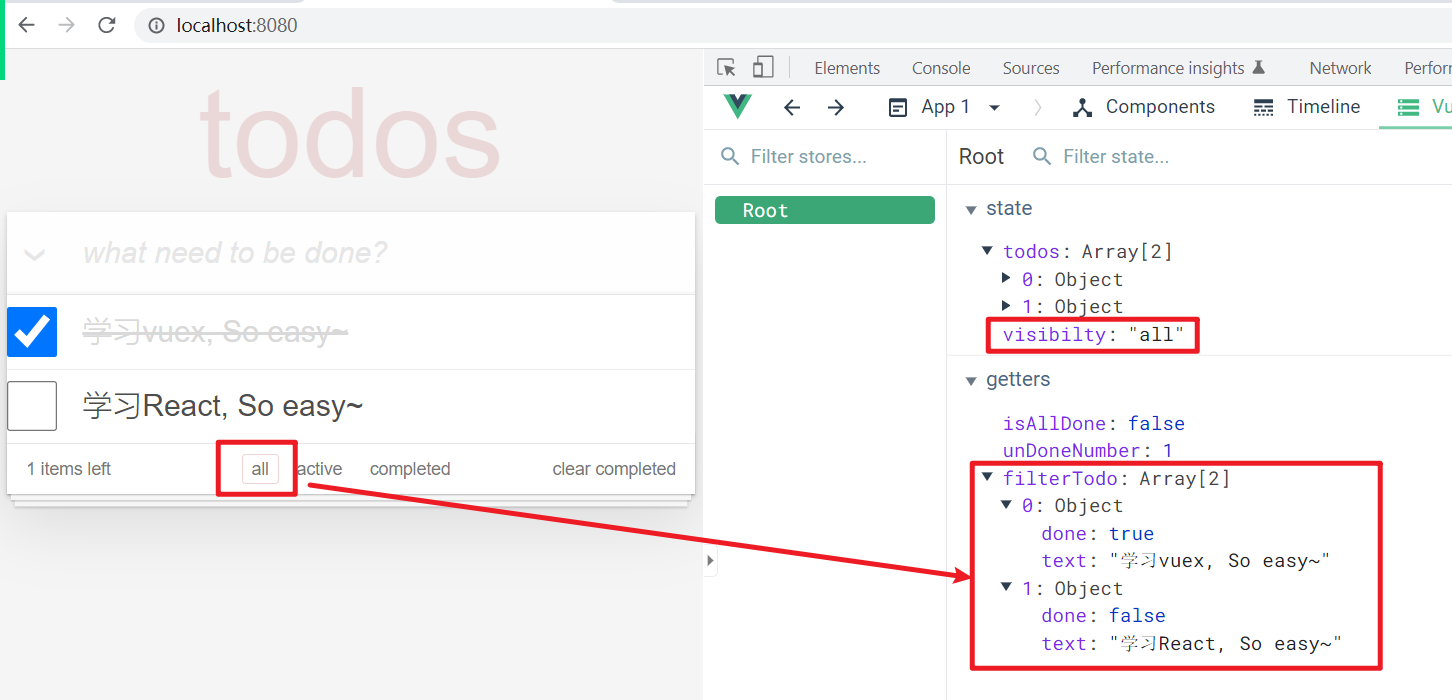 localhost:8080
Elements Console Sources Performance insights Network Perfor
App 1 Components Timeline Vu
todos
Filter stores... Root Filter state...
Root
state
todos: Array[2]
0: Object
1: Object
visibilty: "all"
what need to be done?
学习vuex, So easy~
学习React, So easy~
1 items left all active completed clear completed
getters
isAllDone: false
unDoneNumber: 1
filterTodo: Array[2]
0: Object
done: true
text: "学习vuex, So easy~"
1: Object
done: false
text: "学习React, So easy~"